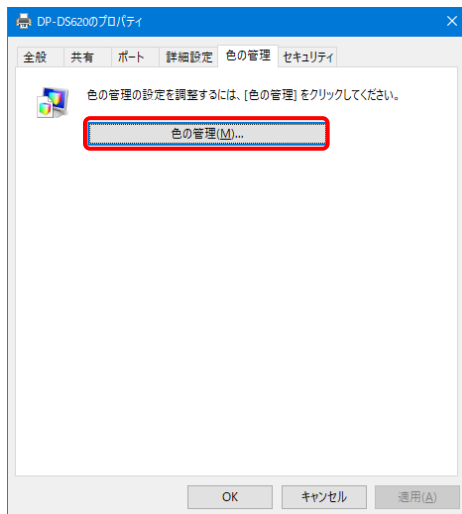 DP-DS620のプロパティ
全般 共有 ポート 詳細設定 色の管理 セキュリティ
色の管理の設定を調整するには、[色の管理] をクリックしてください。
色の管理(M)...
OK キャンセル 適用(A)